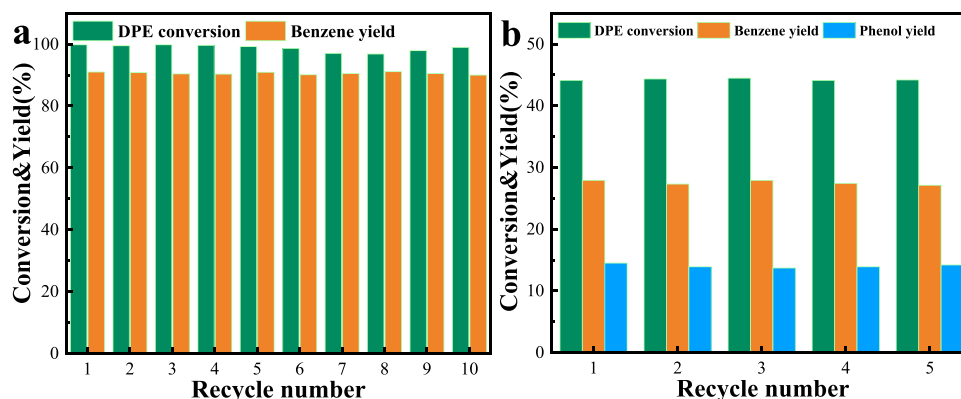 a
DPE conversion Benzene yield
Conversion&Yield(%)
100
80
60
40
20
0
1 2 3 4 5 6 7 8 9 10
Recycle number
b
DPE conversion Benzene yield Phenol yield
Conversion&Yield(%)
50
40
30
20
10
0
1 2 3 4 5
Recycle number